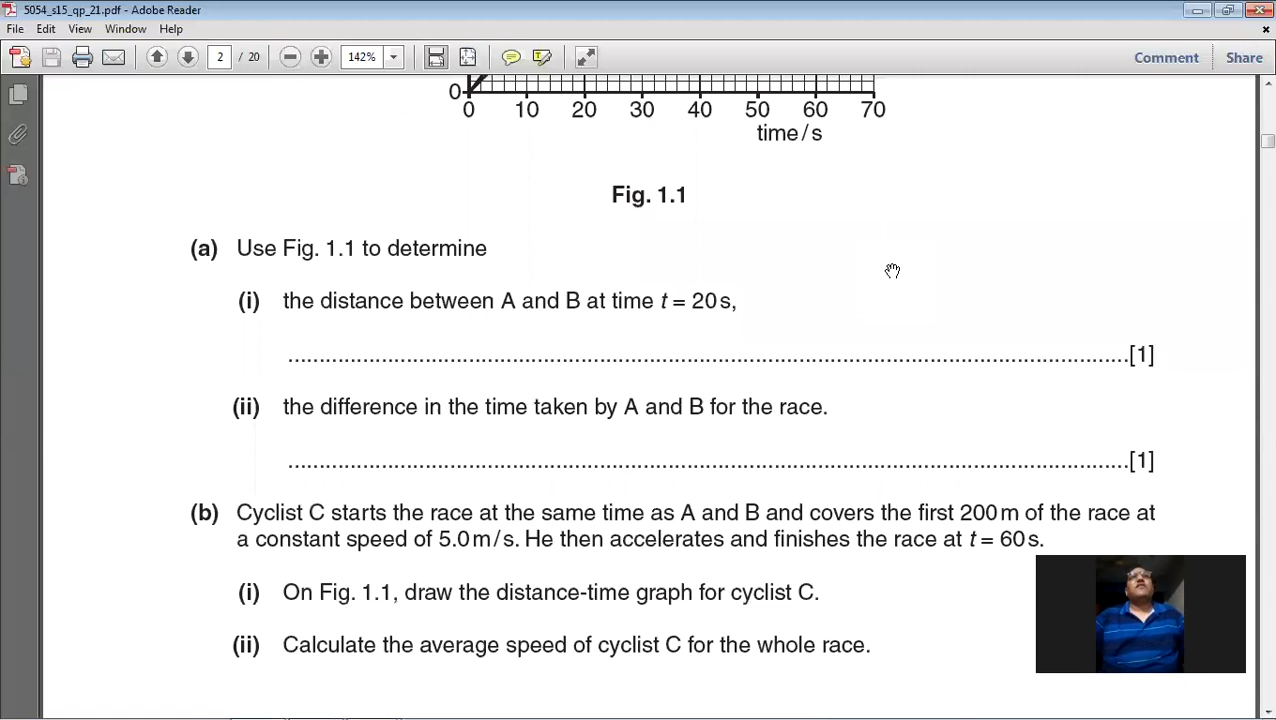 5054_s15_qp_21.pdf - Adobe Reader
File Edit View Window Help
2 / 20 142% Comment Share
0
0 10 20 30 40 50 60 70
time / s
Fig. 1.1
(a) Use Fig. 1.1 to determine
(i) the distance between A and B at time t = 20 s,
........................................................................................................................................[1]
(ii) the difference in the time taken by A and B for the race.
........................................................................................................................................[1]
(b) Cyclist C starts the race at the same time as A and B and covers the first 200 m of the race at
a constant speed of 5.0 m / s. He then accelerates and finishes the race at t = 60 s.
(i) On Fig. 1.1, draw the distance-time graph for cyclist C.
(ii) Calculate the average speed of cyclist C for the whole race.